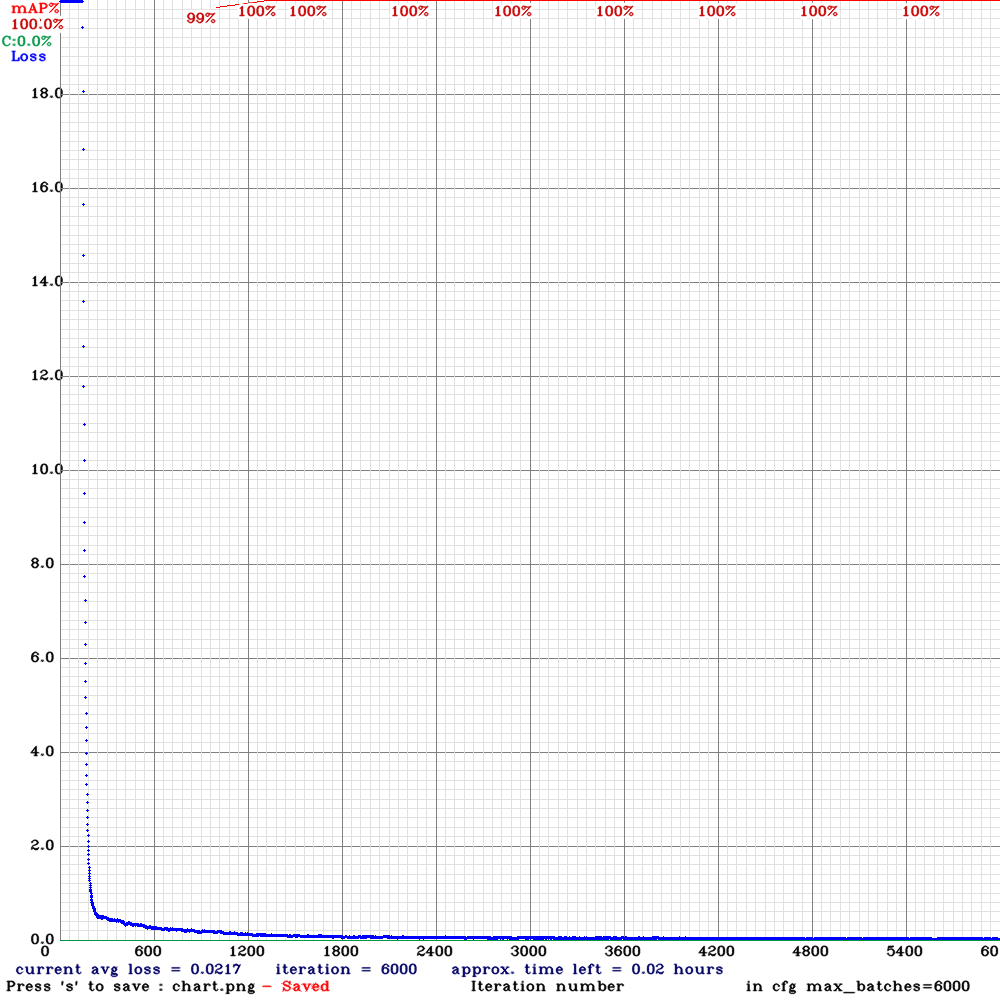 mAP% 99% 100% 100% 100% 100% 100% 100% 100% 100%
100.0%
C:0.0%
Loss
18.0
16.0
14.0
12.0
10.0
8.0
6.0
4.0
2.0
0.0
0 600 1200 1800 2400 3000 3600 4200 4800 5400 60
current avg loss = 0.0217 iteration = 6000 approx. time left = 0.02 hours
Press 's' to save : chart.png - Saved Iteration number in cfg max_batches=6000